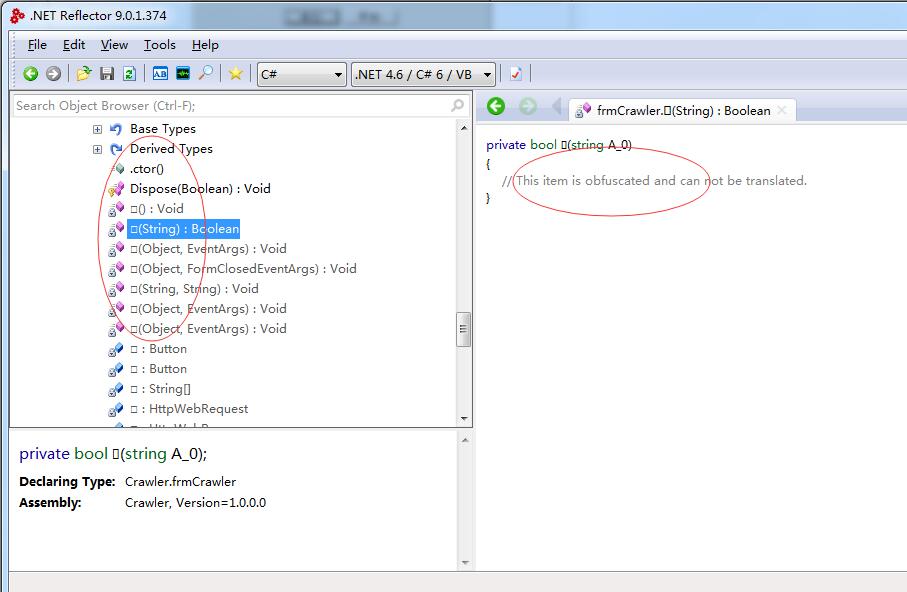 .NET Reflector 9.0.1.374
File Edit View Tools Help
C# .NET 4.6 / C# 6 / VB
Search Object Browser (Ctrl-F);
frmCrawler.▯(String) : Boolean
Base Types
Derived Types
.ctor()
Dispose(Boolean) : Void
▯() : Void
▯(String) : Boolean
▯(Object, EventArgs) : Void
▯(Object, FormClosedEventArgs) : Void
▯(String, String) : Void
▯(Object, EventArgs) : Void
▯(Object, EventArgs) : Void
▯ : Button
▯ : Button
▯ : String[]
▯ : HttpWebRequest
private bool ▯(string A_0);
Declaring Type: Crawler.frmCrawler
Assembly: Crawler, Version=1.0.0.0
private bool ▯(string A_0)
{
// This item is obfuscated and can not be translated.
}